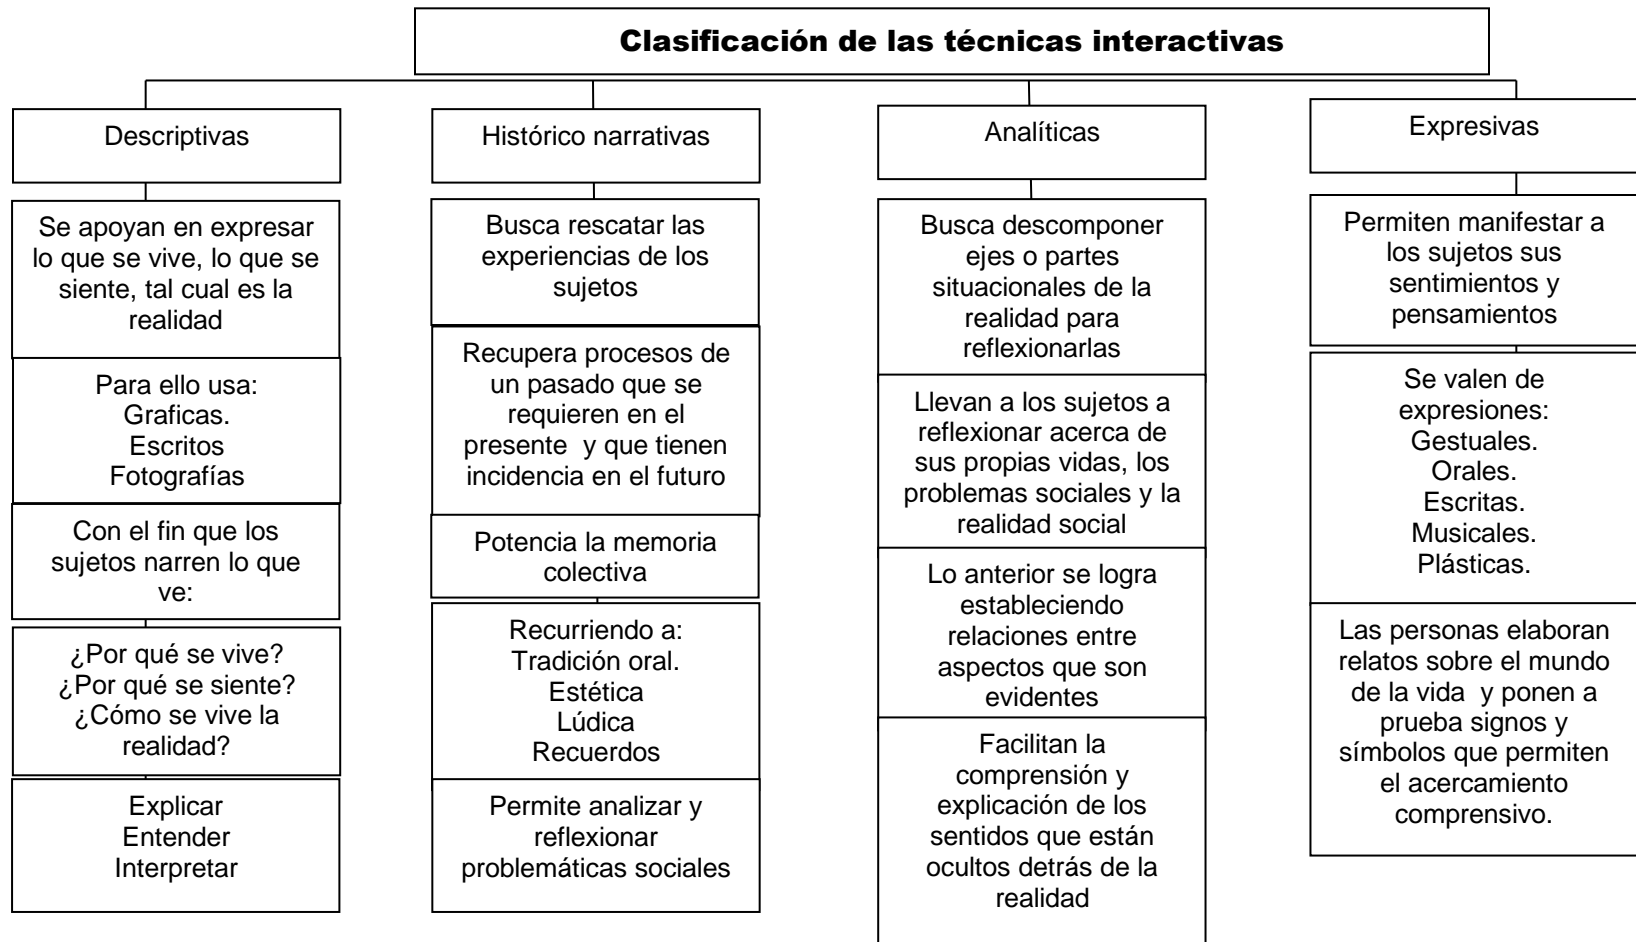 Clasificación de las técnicas interactivas
Descriptivas
Se apoyan en expresar
lo que se vive, lo que se
siente, tal cual es la
realidad
Para ello usa:
Graficas.
Escritos
Fotografías
Con el fin que los
sujetos narren lo que
ve:
¿Por qué se vive?
¿Por qué se siente?
¿Cómo se vive la
realidad?
Explicar
Entender
Interpretar
Histórico narrativas
Busca rescatar las
experiencias de los
sujetos
Recupera procesos de
un pasado que se
requieren en el
presente  y que tienen
incidencia en el futuro
Potencia la memoria
colectiva
Recurriendo a:
Tradición oral.
Estética
Lúdica
Recuerdos
Permite analizar y
reflexionar
problemáticas sociales
Analíticas
Busca descomponer
ejes o partes
situacionales de la
realidad para
reflexionarlas
Llevan a los sujetos a
reflexionar acerca de
sus propias vidas, los
problemas sociales y la
realidad social
Lo anterior se logra
estableciendo
relaciones entre
aspectos que son
evidentes
Facilitan la
comprensión y
explicación de los
sentidos que están
ocultos detrás de la
realidad
Expresivas
Permiten manifestar a
los sujetos sus
sentimientos y
pensamientos
Se valen de
expresiones:
Gestuales.
Orales.
Escritas.
Musicales.
Plásticas.
Las personas elaboran
relatos sobre el mundo
de la vida  y ponen a
prueba signos y
símbolos que permiten
el acercamiento
comprensivo.